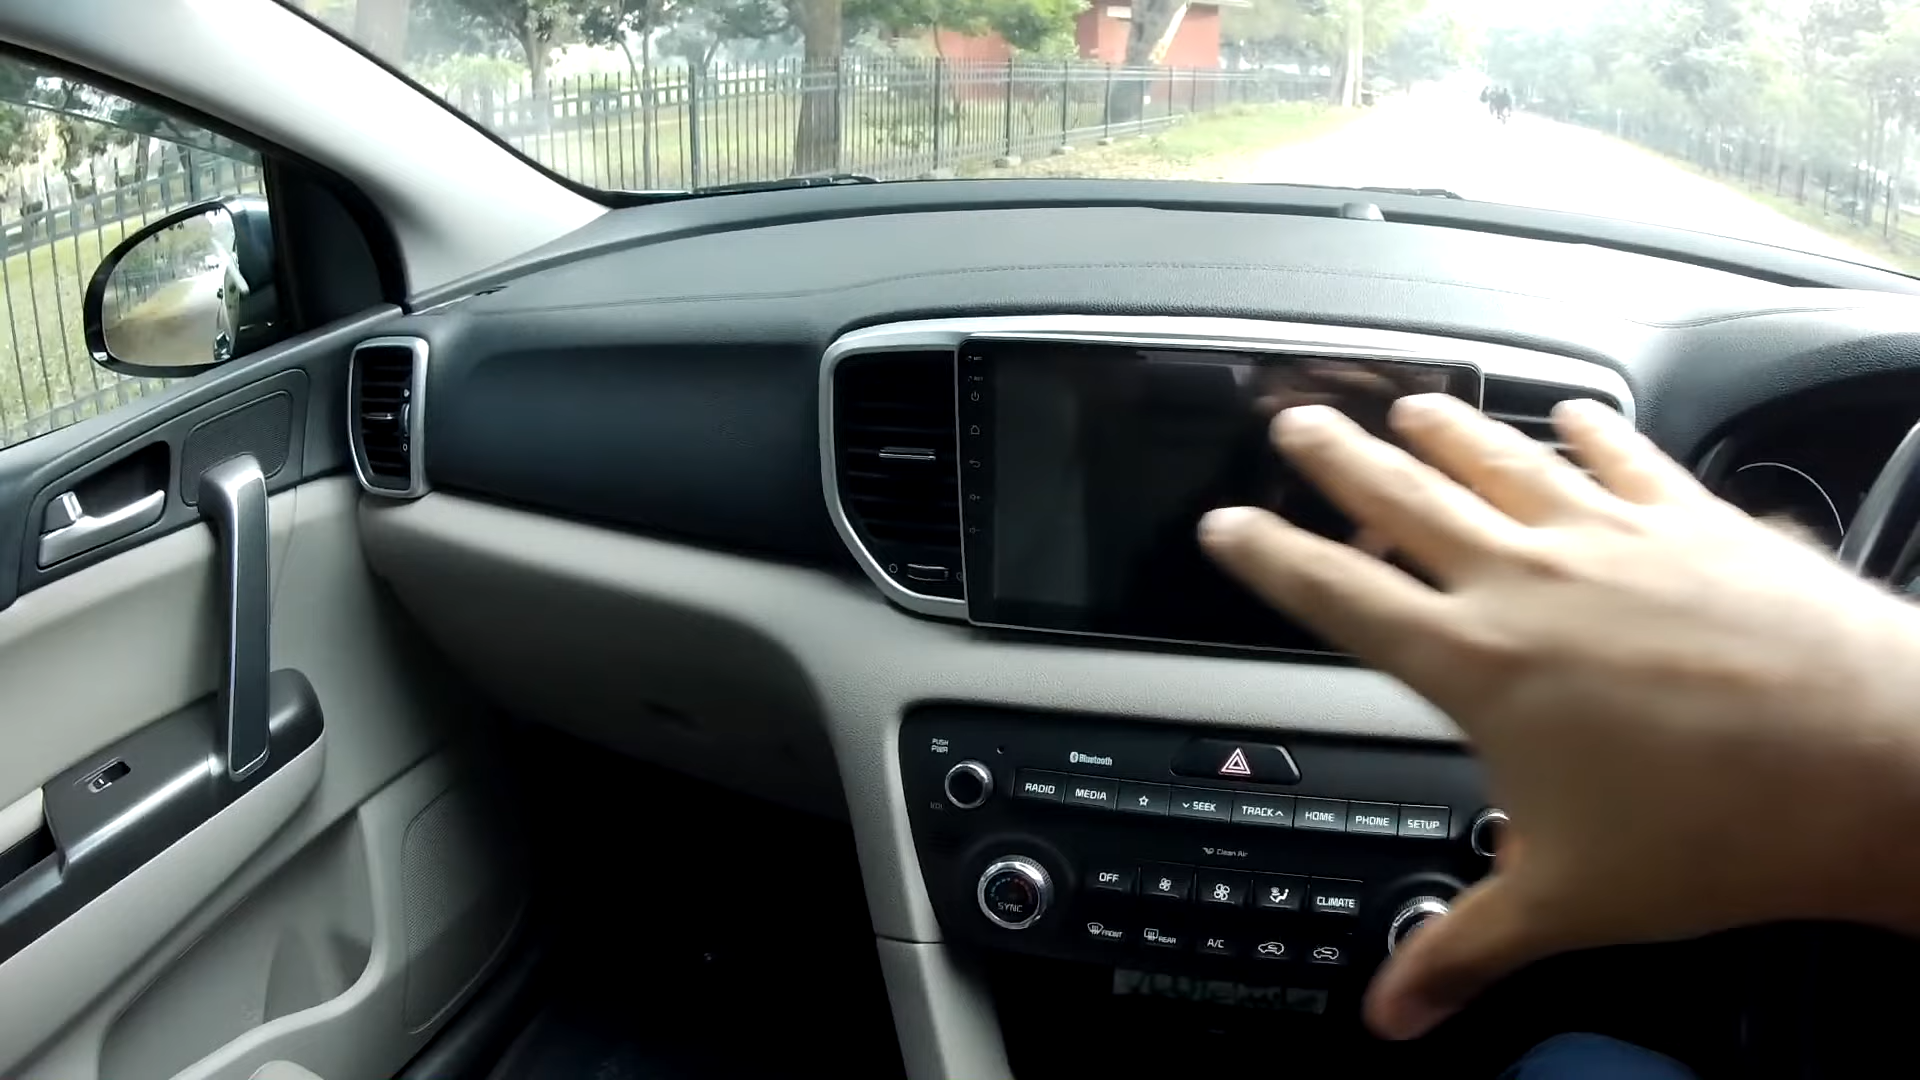 PUSH
PWR
Bluetooth
RADIO MEDIA SEEK TRACK HOME PHONE SETUP
Clean Air
OFF CLIMATE
SYNC
FRONT REAR A/C